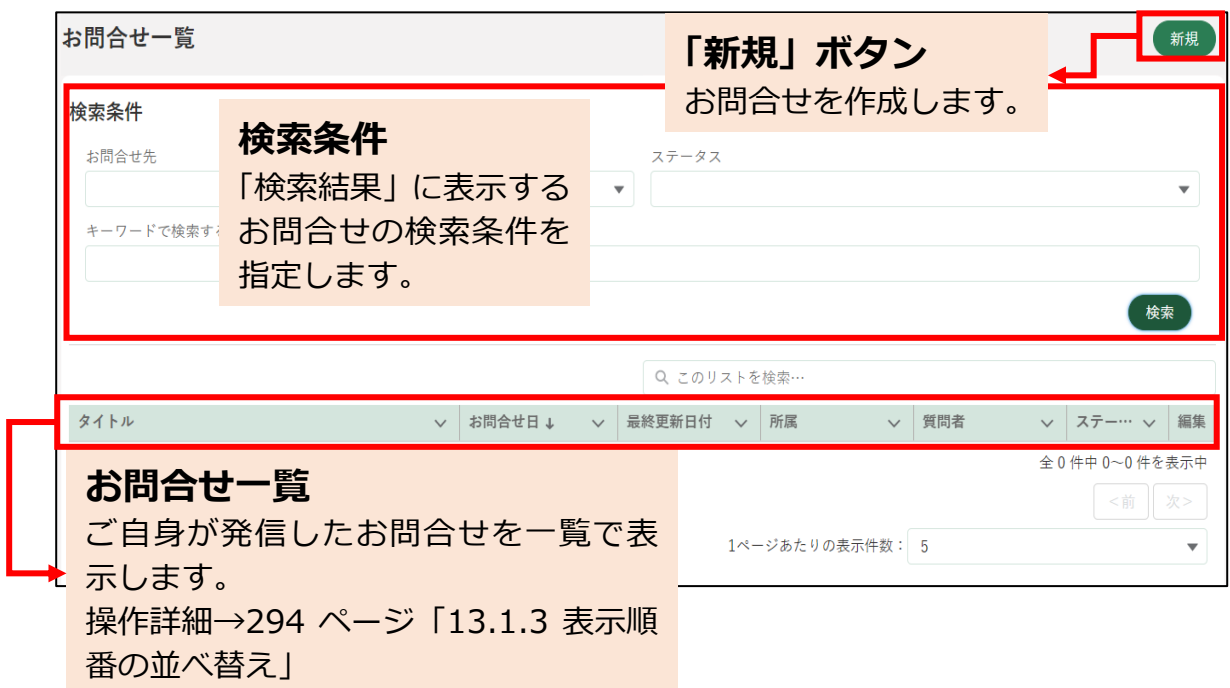 お問合せ一覧
新規
「新規」ボタン
お問合せを作成します。
検索条件
検索条件
「検索結果」に表示する
お問合せの検索条件を
指定します。
お問合せ先
ステータス
キーワードで検索す
検索
このリストを検索…
タイトル
お問合せ日↓
最終更新日付
所属
質問者
ステー…
編集
お問合せ一覧
ご自身が発信したお問合せを一覧で表
示します。
操作詳細→294 ページ「13.1.3 表示順
番の並べ替え」
全 0 件中 0〜0 件を表示中
<前
次>
1ページあたりの表示件数：
5